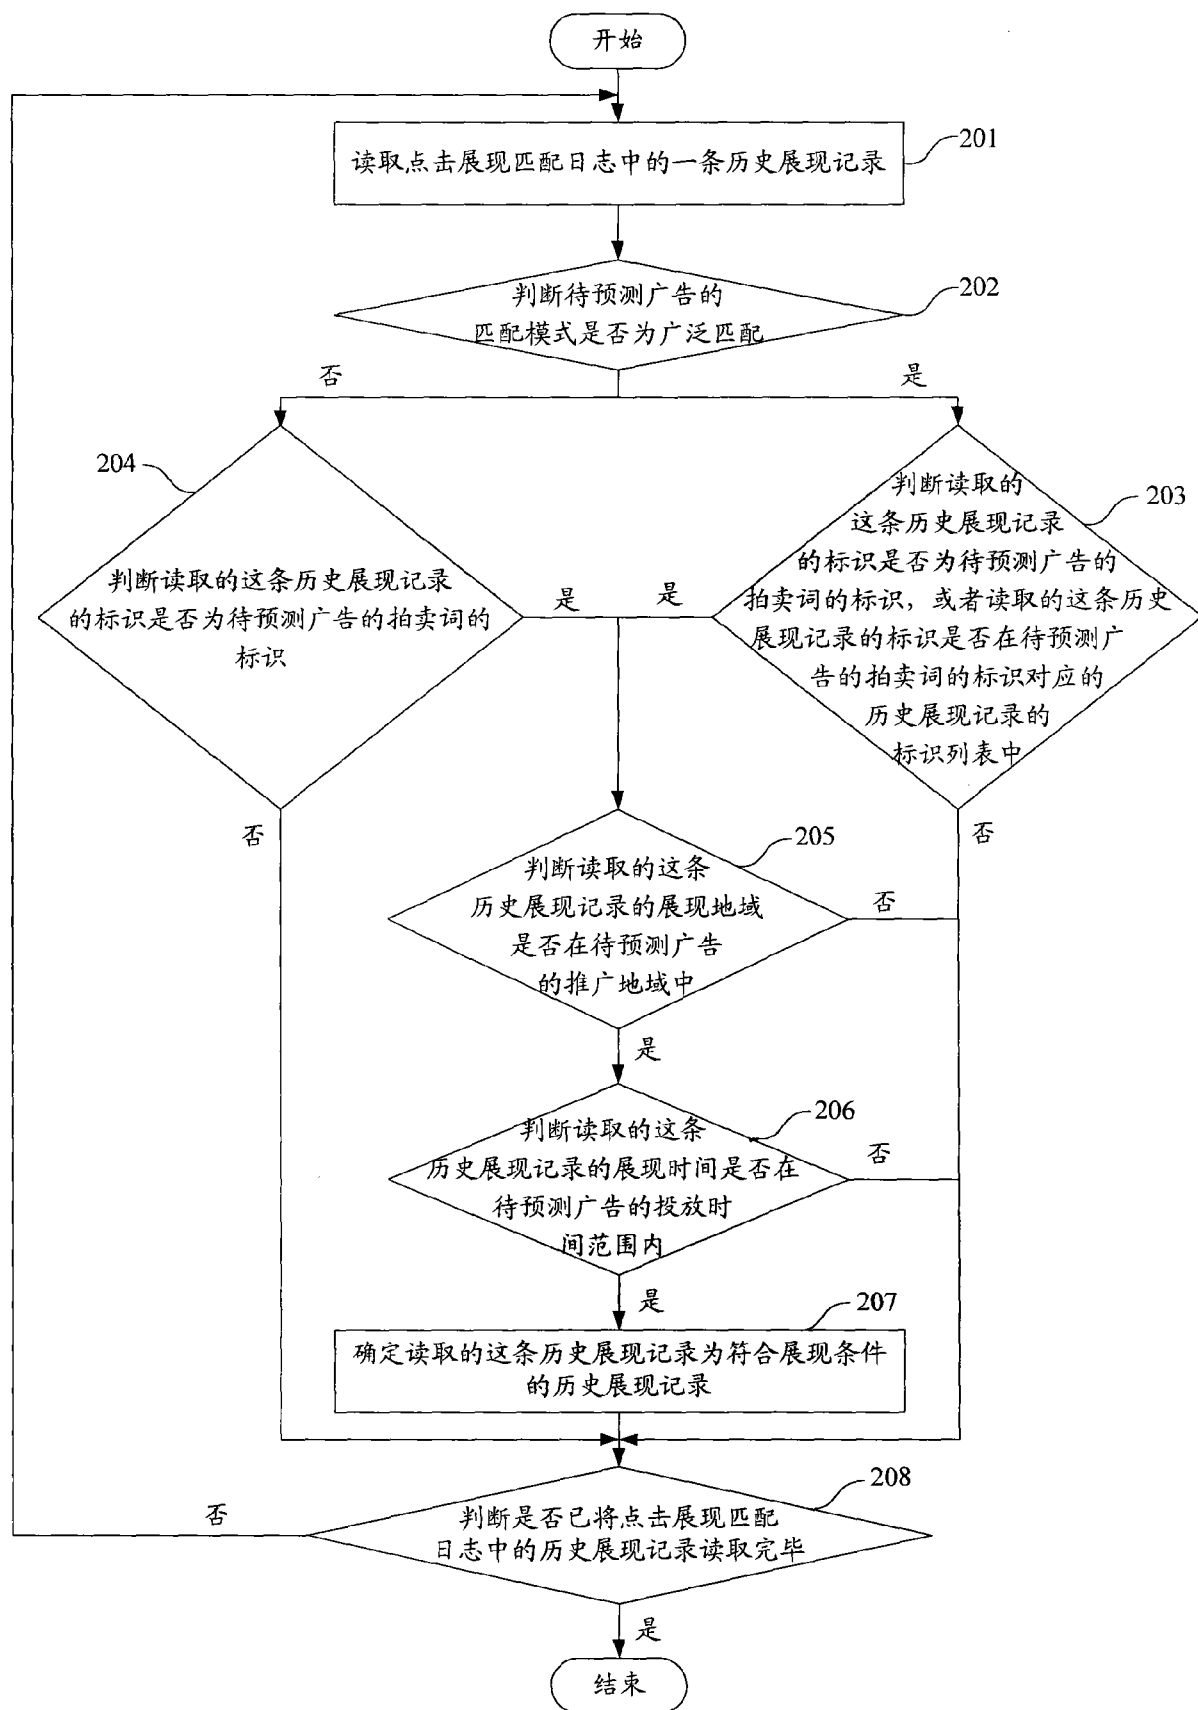 开始
读取点击展现匹配日志中的一条历史展现记录
201
判断待预测广告的
匹配模式是否为广泛匹配
202
否
是
204
判断读取的这条历史展现记录
的标识是否为待预测广告的拍卖词的
标识
是
是
203
判断读取的
这条历史展现记录
的标识是否为待预测广告的
拍卖词的标识，或者读取的这条历史
展现记录的标识是否在待预测广
告的拍卖词的标识对应的
历史展现记录的
标识列表中
否
否
205
判断读取的这条
历史展现记录的展现地域
是否在待预测广告
的推广地域中
否
是
206
判断读取的这条
历史展现记录的展现时间是否在
待预测广告的投放时
间范围内
否
是
207
确定读取的这条历史展现记录为符合展现条件
的历史展现记录
208
判断是否已将点击展现匹配
日志中的历史展现记录读取完毕
否
是
结束